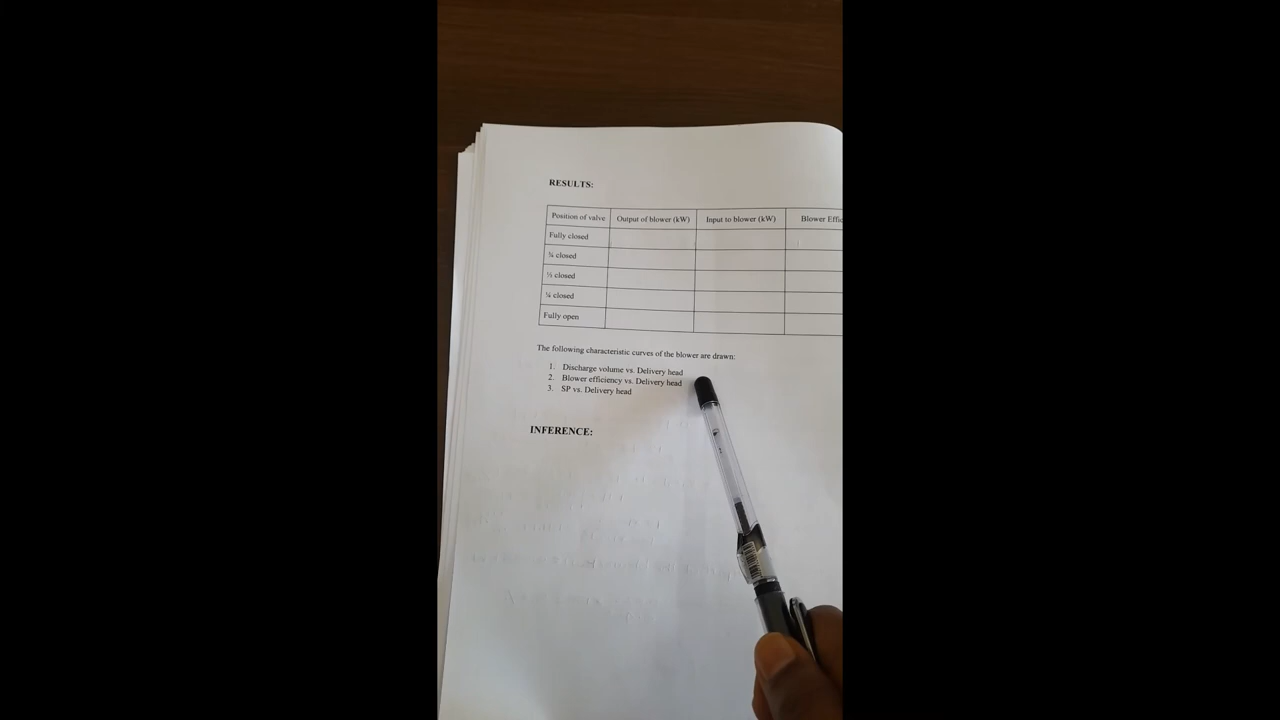 RESULTS:
Position of valve Output of blower (kW) Input to blower (kW) Blower Effic
Fully closed
¾ closed
½ closed
¼ closed
Fully open
The following characteristic curves of the blower are drawn:
1. Discharge volume vs. Delivery head
2. Blower efficiency vs. Delivery head
3. SP vs. Delivery head
INFERENCE: